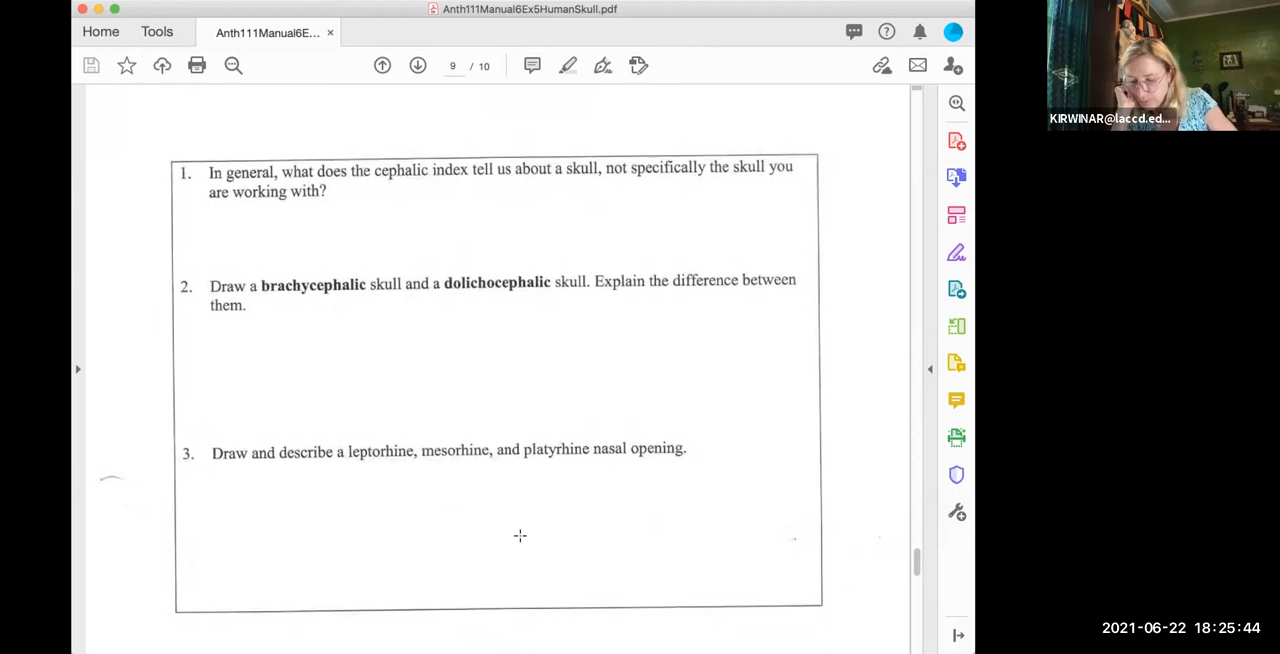 Anth111Manual6Ex5HumanSkull.pdf
Home Tools Anth111Manual6E... ×
9 / 10
KIRWINAR@laccd.ed...
1. In general, what does the cephalic index tell us about a skull, not specifically the skull you
are working with?
2. Draw a brachycephalic skull and a dolichocephalic skull. Explain the difference between
them.
3. Draw and describe a leptorhine, mesorhine, and platyrhine nasal opening.
2021-06-22 18:25:44